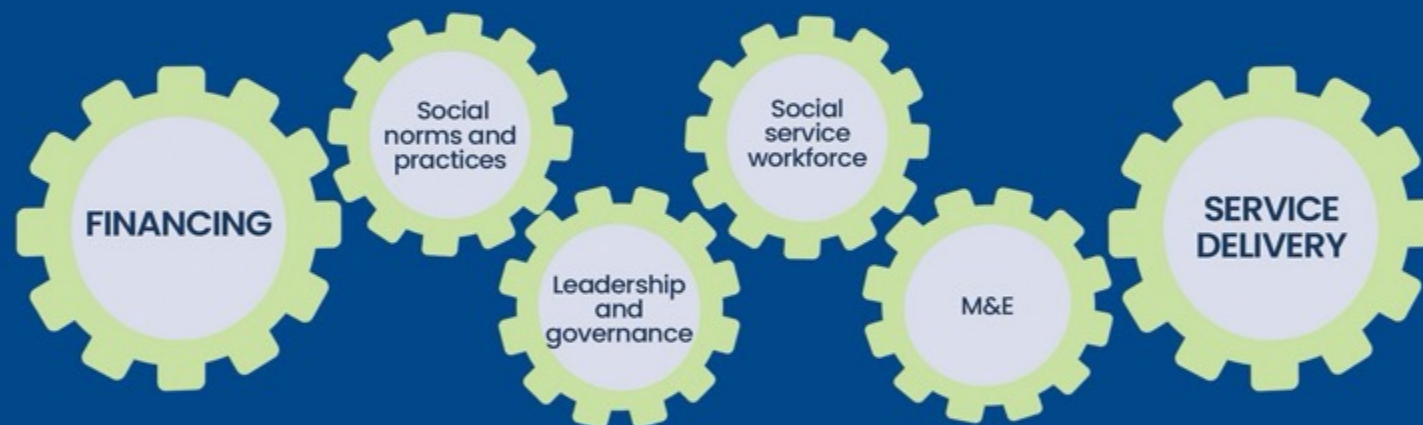 FINANCING
Social
norms and
practices
Leadership
and
governance
Social
service
workforce
M&E
SERVICE
DELIVERY